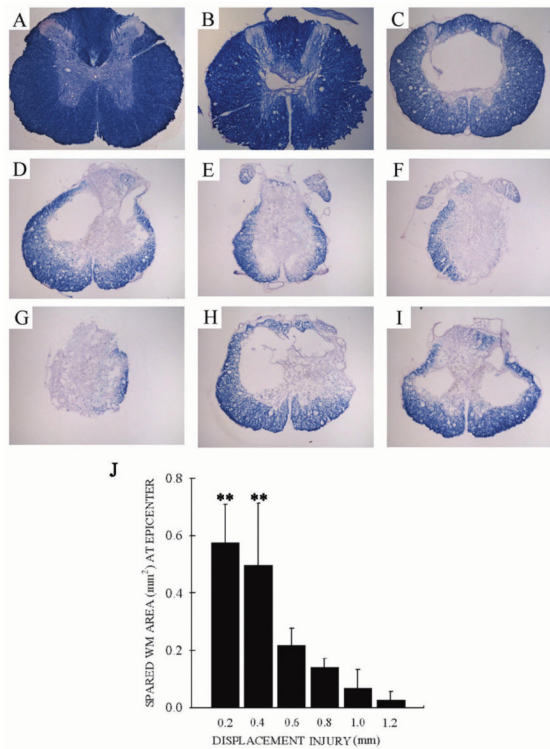 A
B
C
D
E
F
G
H
I
J
SPARED WM AREA (mm²) AT EPICENTER
0.8
0.6
0.4
0.2
0.0
** **
0.2 0.4 0.6 0.8 1.0 1.2
DISPLACEMENT INJURY (mm)